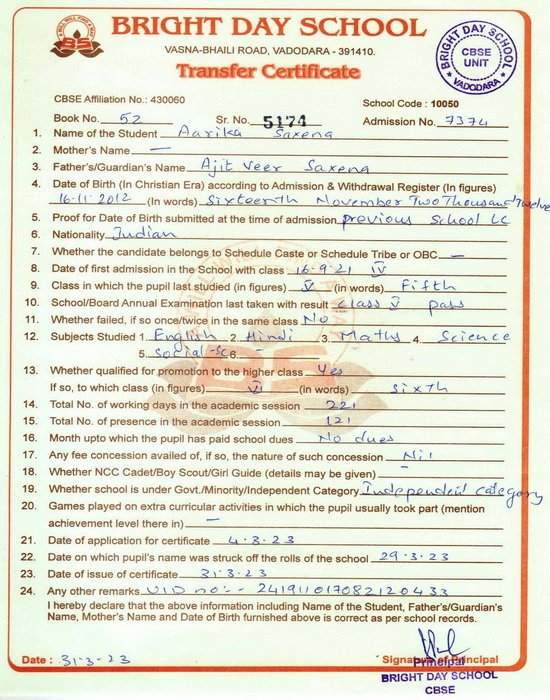 BRIGHT DAY SCHOOL
VASNA-BHAILI ROAD, VADODARA - 391410.
Transfer Certificate
BRIGHT DAY SCHOOL
CBSE
UNIT
VADODARA
CBSE Affiliation No.: 430060
School Code : 10050
Book No. 52 Sr. No. 5174 Admission No. 7374
1. Name of the Student Aarika Saxena
2. Mother's Name —
3. Father's/Guardian's Name Ajit Veer Saxena
4. Date of Birth (In Christian Era) according to Admission & Withdrawal Register (In figures)
16-11-2012 (In words) Sixteenth November Two Thousand Twelve
5. Proof for Date of Birth submitted at the time of admission previous School LC
6. Nationality Indian
7. Whether the candidate belongs to Schedule Caste or Schedule Tribe or OBC —
8. Date of first admission in the School with class 16-9-21 IV
9. Class in which the pupil last studied (in figures) V (in words) Fifth
10. School/Board Annual Examination last taken with result class V pass
11. Whether failed, if so once/twice in the same class No
12. Subjects Studied 1. English 2. Hindi 3. Maths 4. Science
5. Social-Sc 6. -
13. Whether qualified for promotion to the higher class Yes
If so, to which class (in figures) VI (in words) sixth
14. Total No. of working days in the academic session 221
15. Total No. of presence in the academic session 121
16. Month upto which the pupil has paid school dues No dues
17. Any fee concession availed of, if so, the nature of such concession Nil
18. Whether NCC Cadet/Boy Scout/Girl Guide (details may be given) -
19. Whether school is under Govt./Minority/Independent Category Independent category
20. Games played on extra curricular activities in which the pupil usually took part (mention
achievement level there in) —
21. Date of application for certificate 4-3-23
22. Date on which pupil's name was struck off the rolls of the school 29-3-23
23. Date of issue of certificate 31-3-23
24. Any other remarks UID no:- 241911017082120433
I hereby declare that the above information including Name of the Student, Father's/Guardian's
Name, Mother's Name and Date of Birth furnished above is correct as per school records.
Date : 31-3-23
Signature of Principal
Principal
BRIGHT DAY SCHOOL
CBSE